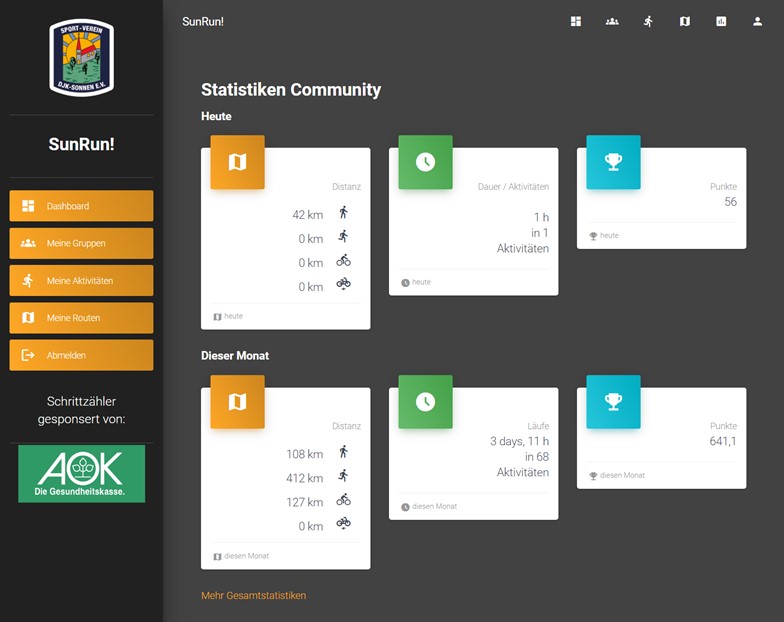 SPORT-VEREIN
DJK-SONNEN E.V.
SunRun!
Dashboard
Meine Gruppen
Meine Aktivitäten
Meine Routen
Abmelden
Schrittzähler
gesponsert von:
AOK
Die Gesundheitskasse.
SunRun!
Statistiken Community
Heute
Distanz
42 km
0 km
0 km
0 km
heute
Dauer / Aktivitäten
1 h
in 1
Aktivitäten
heute
Punkte
56
heute
Dieser Monat
Distanz
108 km
412 km
127 km
0 km
diesen Monat
Läufe
3 days, 11 h
in 68
Aktivitäten
diesen Monat
Punkte
641,1
diesen Monat
Mehr Gesamtstatistiken